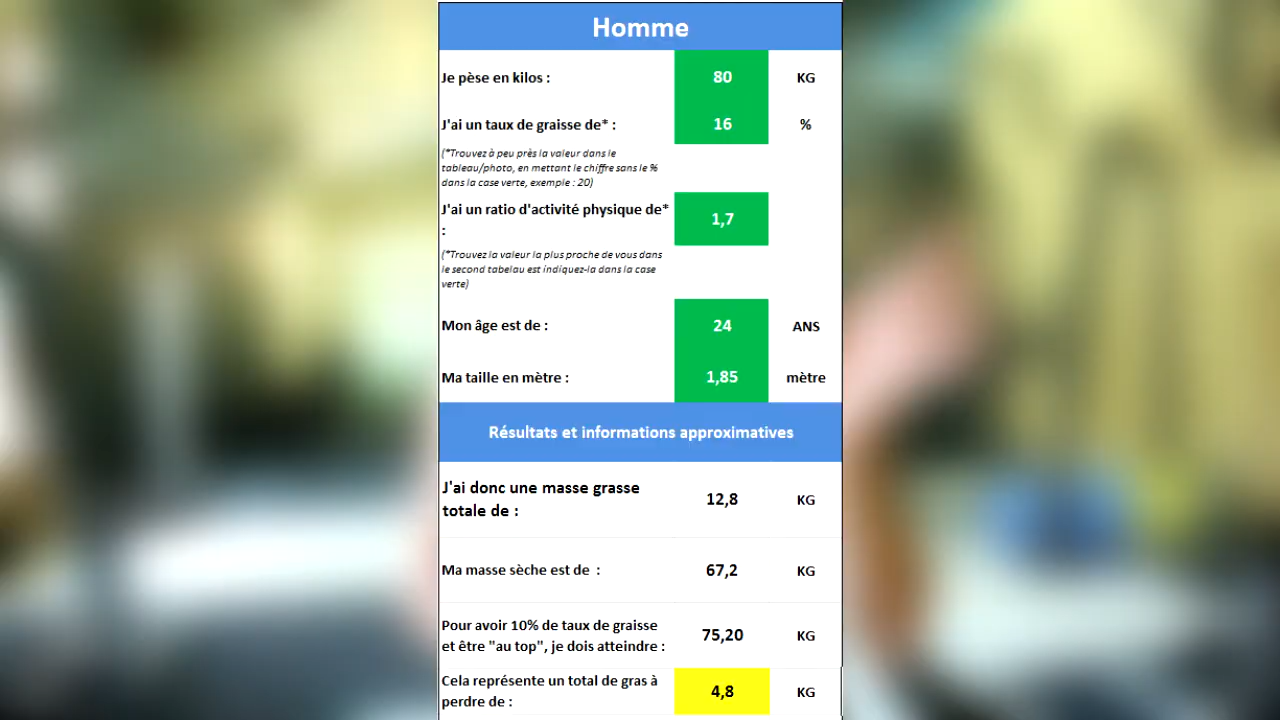 Homme
Je pèse en kilos : 80 KG
J'ai un taux de graisse de* : 16 %
(*Trouvez à peu près la valeur dans le
tableau/photo, en mettant le chiffre sans le %
dans la case verte, exemple : 20)
J'ai un ratio d'activité physique de*
: 1,7
(*Trouvez la valeur la plus proche de vous dans
le second tabelau est indiquez-la dans la case
verte)
Mon âge est de : 24 ANS
Ma taille en mètre : 1,85 mètre
Résultats et informations approximatives
J'ai donc une masse grasse
totale de : 12,8 KG
Ma masse sèche est de : 67,2 KG
Pour avoir 10% de taux de graisse
et être "au top", je dois atteindre : 75,20 KG
Cela représente un total de gras à
perdre de : 4,8 KG